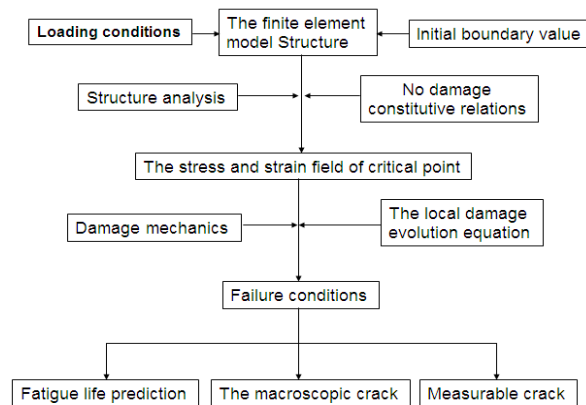 Loading conditions
The finite element
model Structure
Initial boundary value
Structure analysis
No damage
constitutive relations
The stress and strain field of critical point
Damage mechanics
The local damage
evolution equation
Failure conditions
Fatigue life prediction
The macroscopic crack
Measurable crack